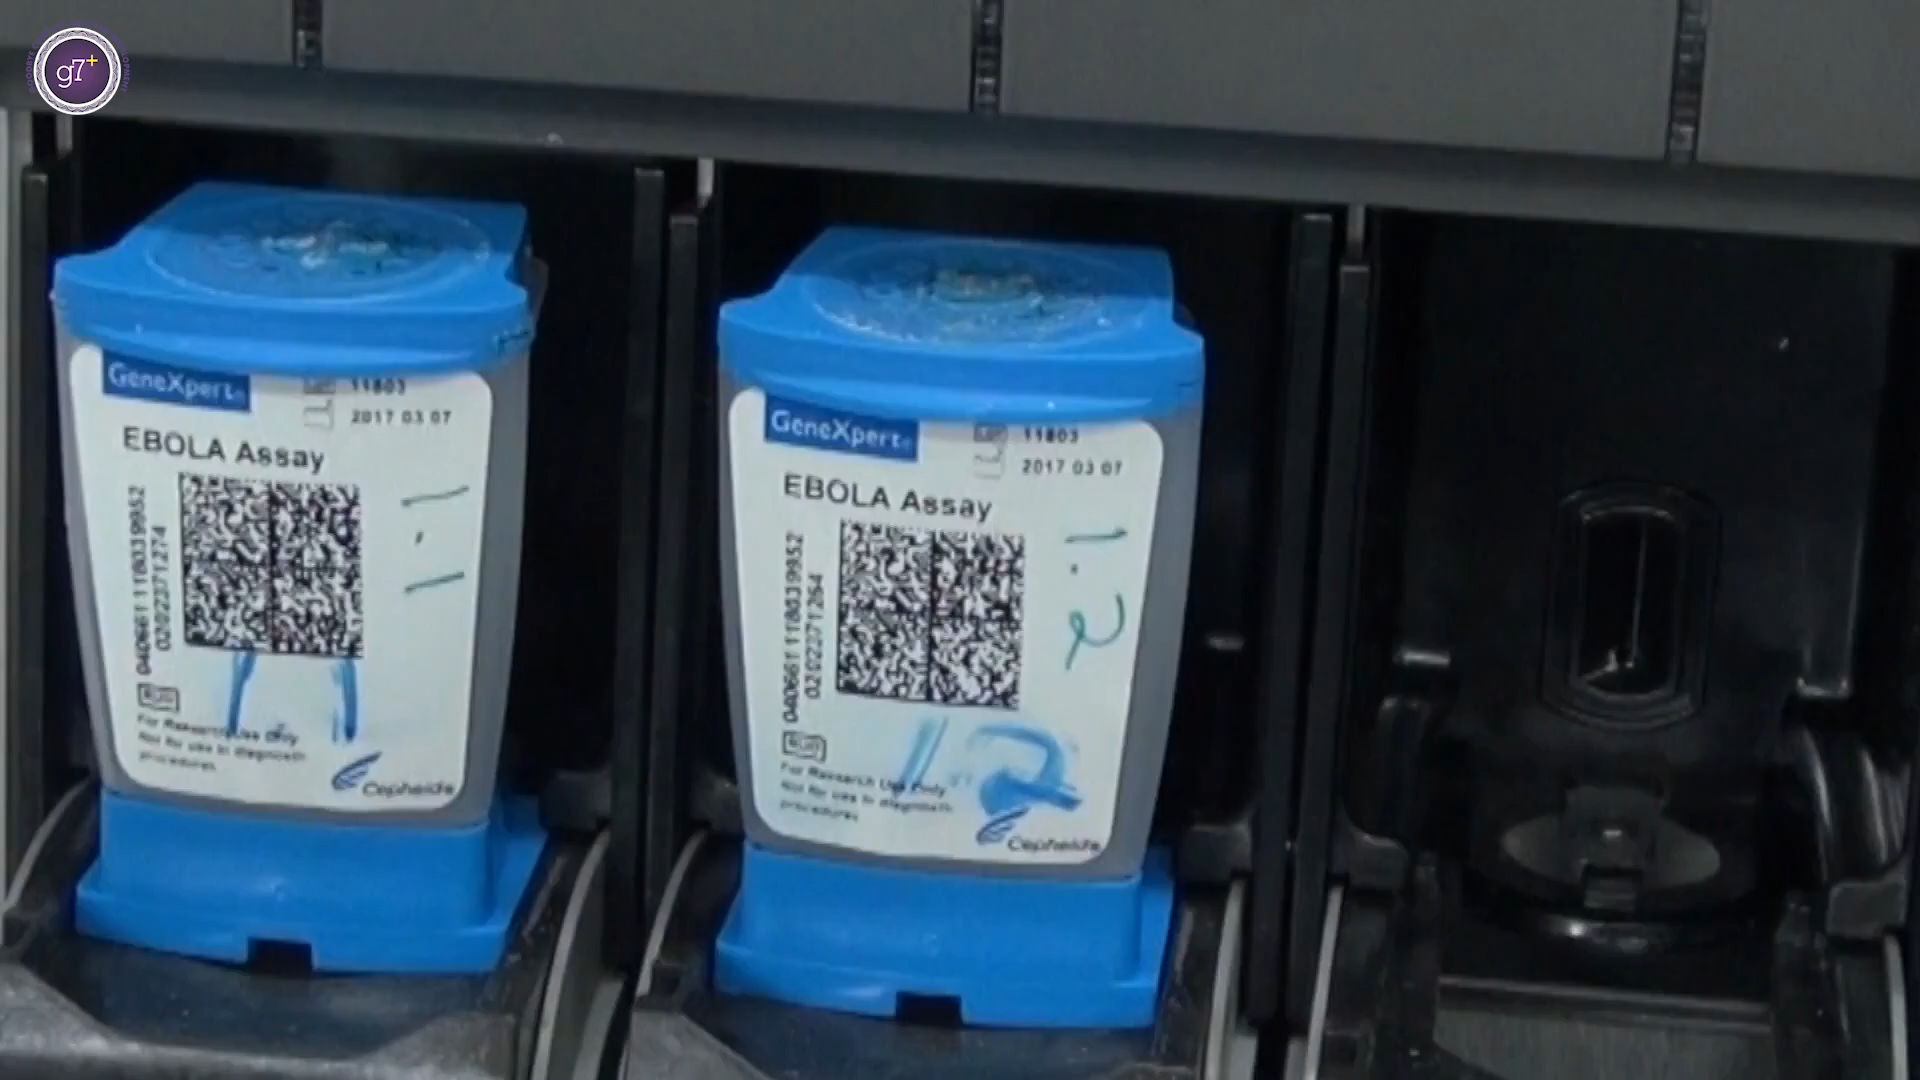 g7+
GeneXpert®
11803
2017 03 07
EBOLA Assay
1.1
For Research Use Only
Not for use in diagnostic
procedures
Cepheid®
GeneXpert®
11803
2017 03 07
EBOLA Assay
1.2
12
For Research Use Only
Not for use in diagnostic
procedures
Cepheid®